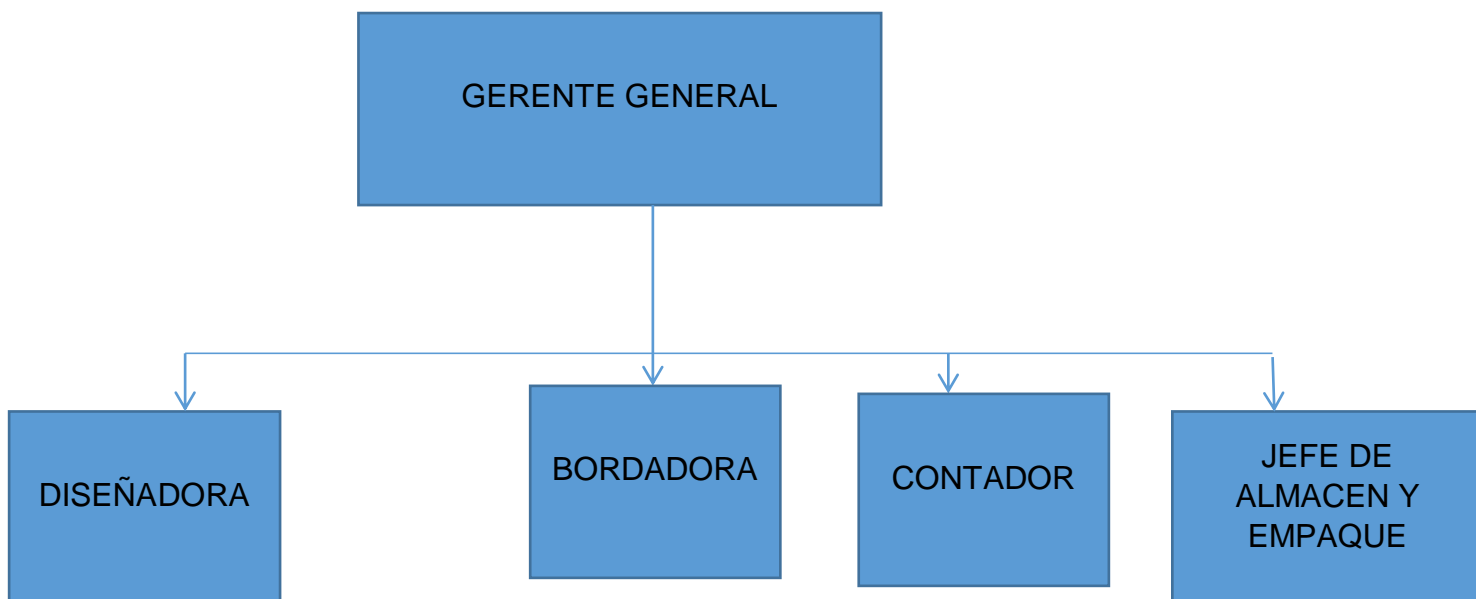 GERENTE GENERAL
DISEÑADORA
BORDADORA
CONTADOR
JEFE DE
ALMACEN Y
EMPAQUE